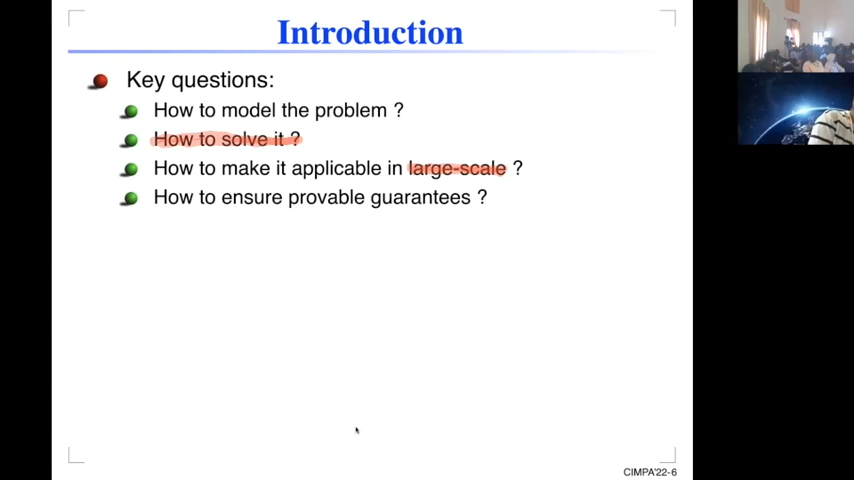 Introduction
Key questions:
How to model the problem ?
How to solve it ?
How to make it applicable in large-scale ?
How to ensure provable guarantees ?
CIMPA'22-6